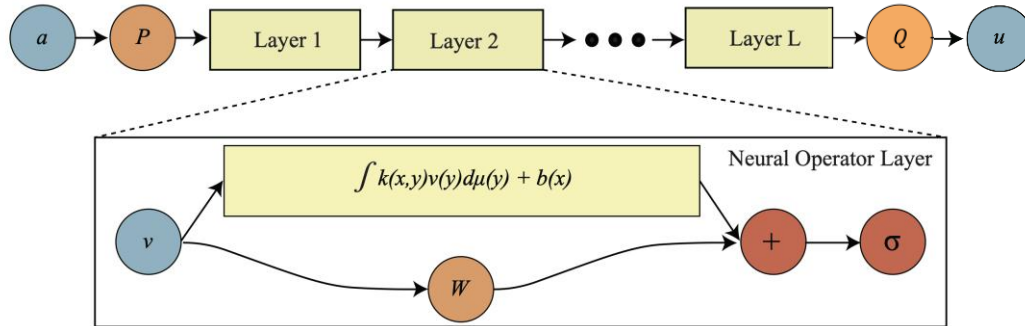 a P Layer 1 Layer 2 Layer L Q u
Neural Operator Layer
∫ k(x,y)v(y)dμ(y) + b(x)
v + σ
W